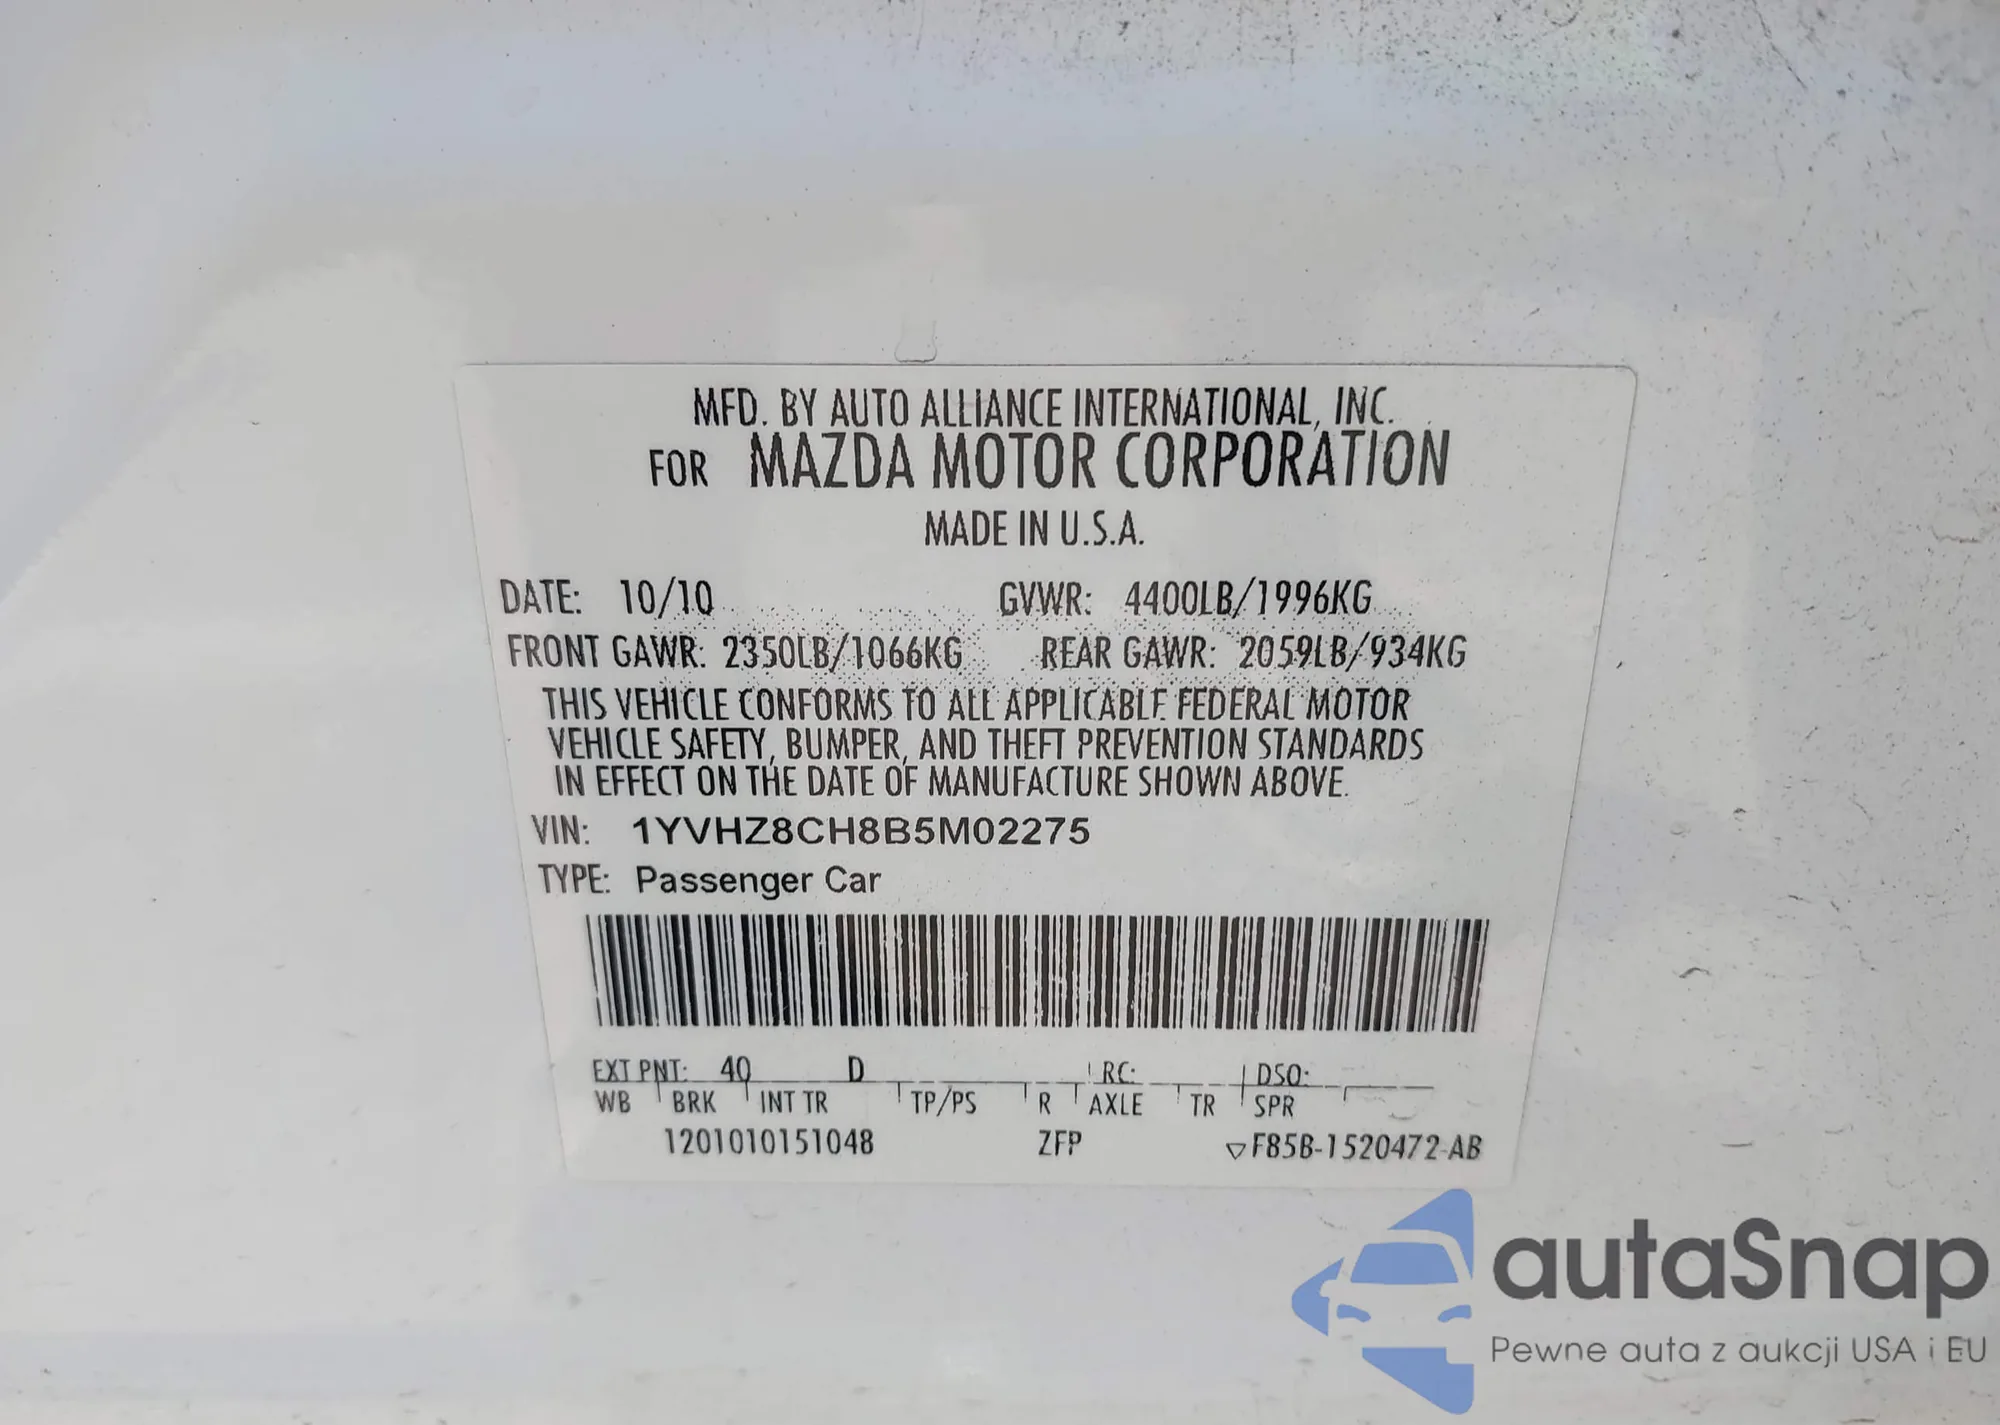 MFD. BY AUTO ALLIANCE INTERNATIONAL, INC.
FOR MAZDA MOTOR CORPORATION
MADE IN U.S.A.
DATE: 10/10 GVWR: 4400LB/1996KG
FRONT GAWR: 2350LB/1066KG REAR GAWR: 2059LB/934KG
THIS VEHICLE CONFORMS TO ALL APPLICABLE FEDERAL MOTOR
VEHICLE SAFETY, BUMPER, AND THEFT PREVENTION STANDARDS
IN EFFECT ON THE DATE OF MANUFACTURE SHOWN ABOVE.
VIN: 1YVHZ8CH8B5M02275
TYPE: Passenger Car
EXT PNT: 40 D RC: DSO:
WB BRK INT TR TP/PS R AXLE TR SPR
1201010151048 ZFP ▽F85B-1520472-AB
autaSnap
Pewne auta z aukcji USA i EU